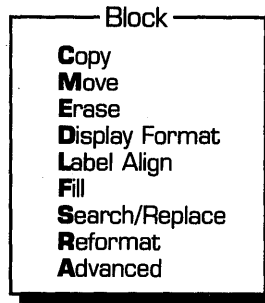 Block
Copy
Move
Erase
Display Format
Label Align
Fill
Search/Replace
Reformat
Advanced